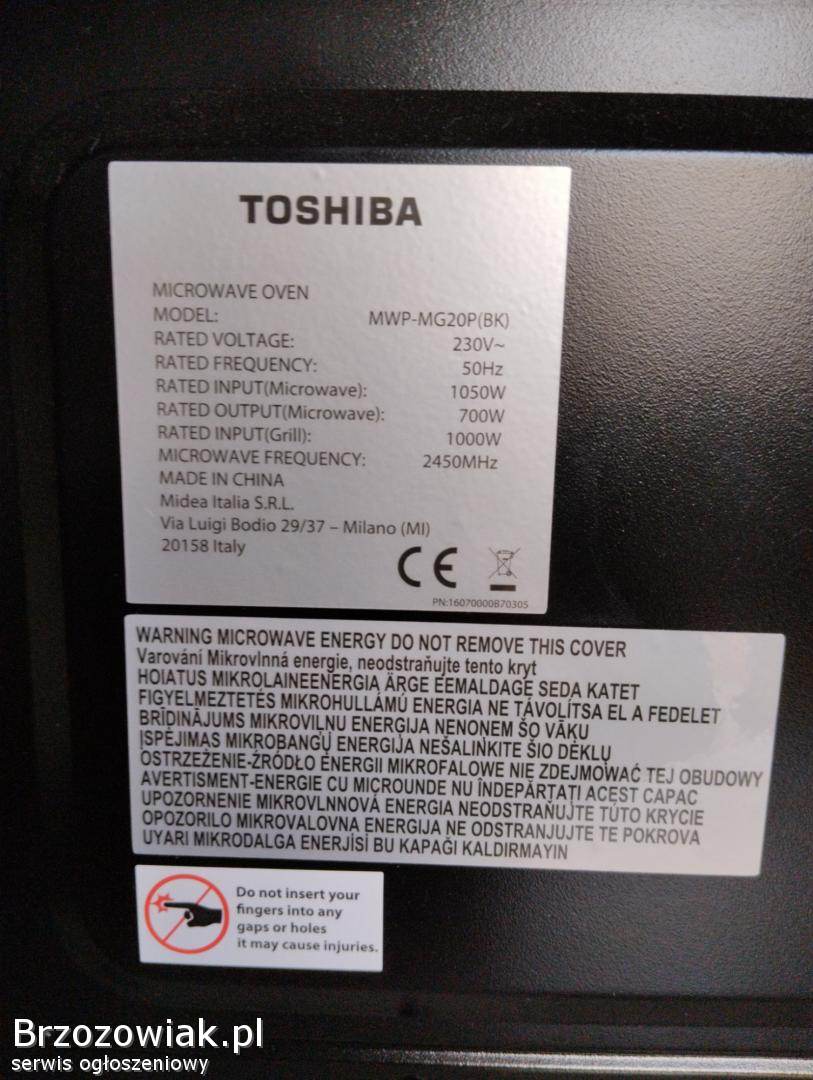 TOSHIBA
MICROWAVE OVEN
MODEL: MWP-MG20P(BK)
RATED VOLTAGE: 230V~
RATED FREQUENCY: 50Hz
RATED INPUT(Microwave): 1050W
RATED OUTPUT(Microwave): 700W
RATED INPUT(Grill): 1000W
MICROWAVE FREQUENCY: 2450MHz
MADE IN CHINA
Midea Italia S.R.L.
Via Luigi Bodio 29/37 – Milano (MI)
20158 Italy
CE
PN:16070000B70305
WARNING MICROWAVE ENERGY DO NOT REMOVE THIS COVER
Varování Mikrovlnná energie, neodstraňujte tento kryt
HOIATUS MIKROLAINEENERGIA ÄRGE EEMALDAGE SEDA KATET
FIGYELMEZTETÉS MIKROHULLÁMÚ ENERGIA NE TÁVOLÍTSA EL A FEDELET
BRĪDINĀJUMS MIKROVIĻŅU ENERĢIJA NENOŅEM ŠO VĀKU
ĮSPĖJIMAS MIKROBANGŲ ENERGIJA NEŠALINKITE ŠIO DĖKLŲ
OSTRZEŻENIE-ŹRÓDŁO ENERGII MIKROFALOWE NIE ZDEJMOWAĆ TEJ OBUDOWY
AVERTISMENT-ENERGIE CU MICROUNDE NU ÎNDEPĂRTAȚI ACEST CAPAC
UPOZORNENIE MIKROVLNNOVÁ ENERGIA NEODSTRAŇUJTE TÚTO KRYCIE
OPOZORILO MIKROVALOVNA ENERGIJA NE ODSTRANJUJTE TE POKROVA
UYARI MIKRODALGA ENERJİSİ BU KAPAĞI KALDIRMAYIN
Do not insert your
fingers into any
gaps or holes
it may cause injuries.
Brzozowiak.pl
serwis ogłoszeniowy